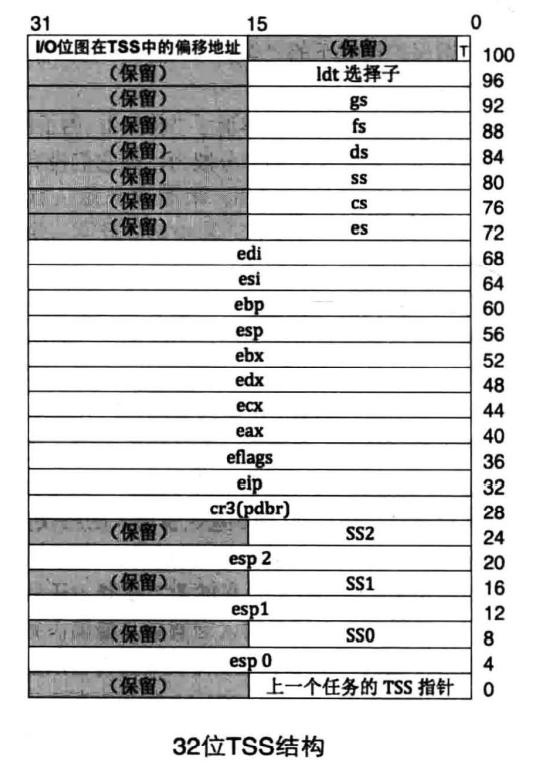 31 15 0
I/O位图在TSS中的偏移地址 （保留） T 100
（保留） ldt 选择子 96
（保留） gs 92
（保留） fs 88
（保留） ds 84
（保留） ss 80
（保留） cs 76
（保留） es 72
edi 68
esi 64
ebp 60
esp 56
ebx 52
edx 48
ecx 44
eax 40
eflags 36
eip 32
cr3(pdbr) 28
（保留） SS2 24
esp 2 20
（保留） SS1 16
esp1 12
（保留） SS0 8
esp 0 4
（保留） 上一个任务的 TSS 指针 0
32位TSS结构